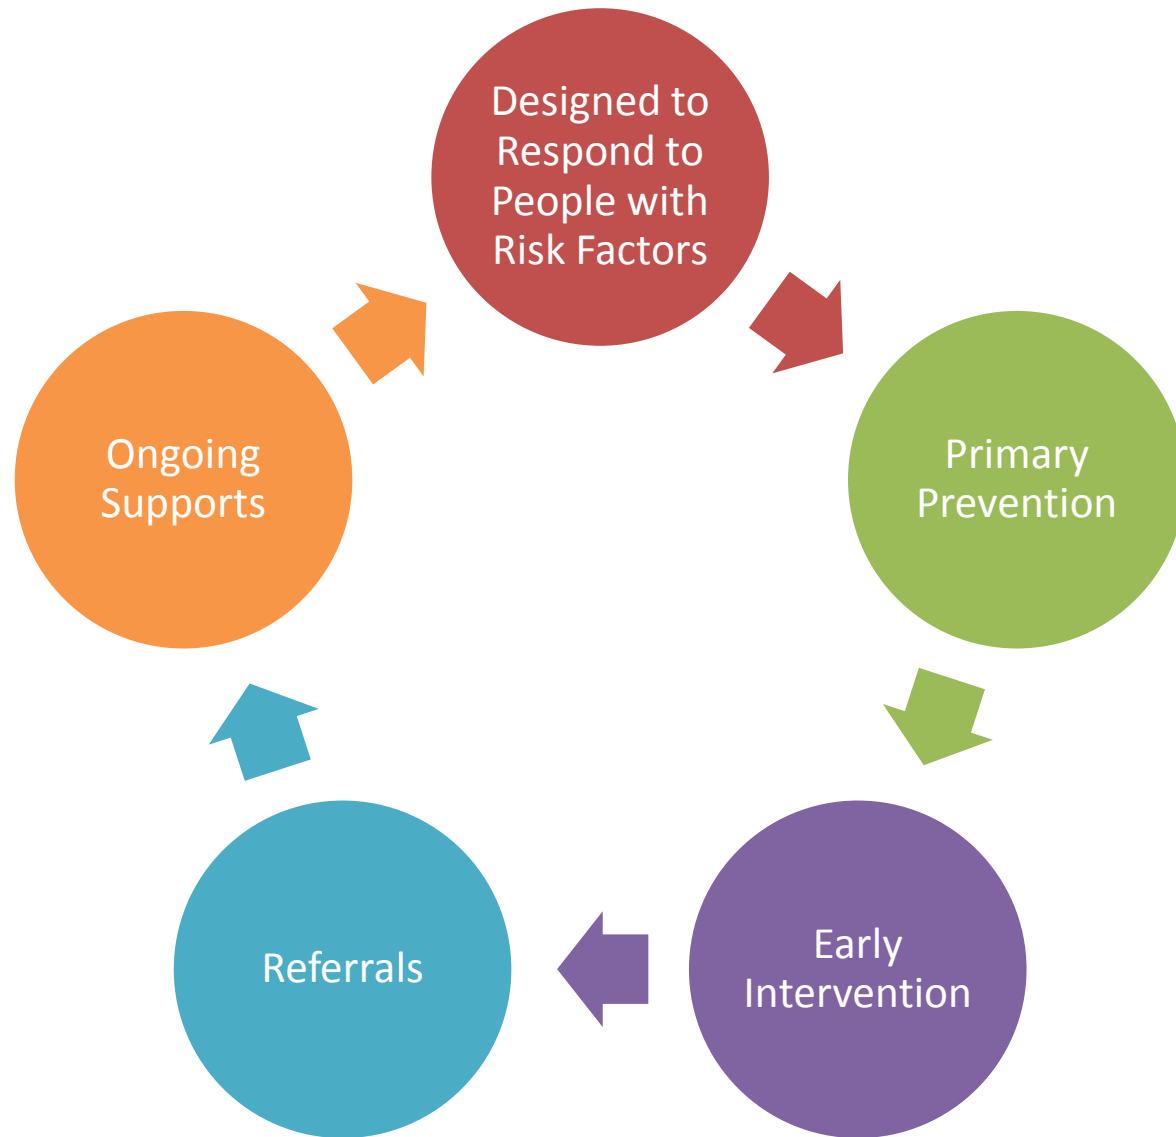 Designed to
Respond to
People with
Risk Factors
Primary
Prevention
Early
Intervention
Referrals
Ongoing
Supports